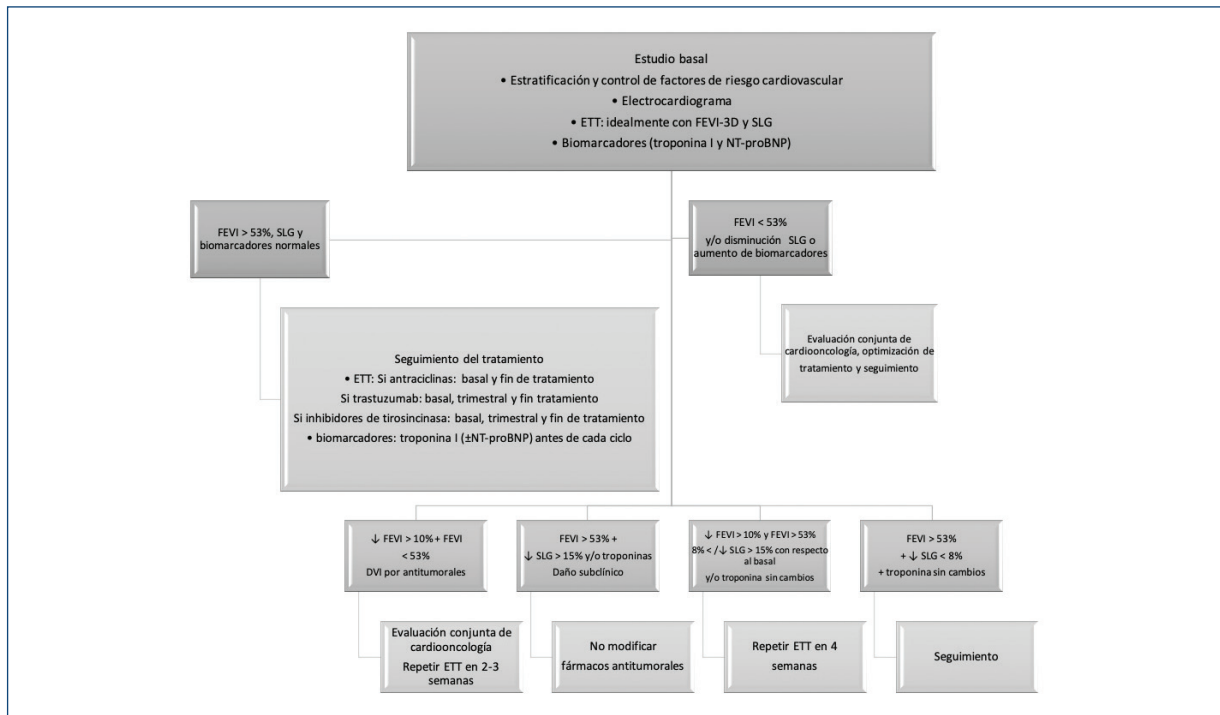 Estudio basal
• Estratificación y control de factores de riesgo cardiovascular
• Electrocardiograma
• ETT: idealmente con FEVI-3D y SLG
• Biomarcadores (troponina I y NT-proBNP)
FEVI > 53%, SLG y
biomarcadores normales
FEVI < 53%
y/o disminución SLG o
aumento de biomarcadores
Evaluación conjunta de
cardiooncología, optimización de
tratamiento y seguimiento
Seguimiento del tratamiento
• ETT: Si antraciclinas: basal y fin de tratamiento
Si trastuzumab: basal, trimestral y fin tratamiento
Si inhibidores de tirosincinasa: basal, trimestral y fin de tratamiento
• biomarcadores: troponina I (±NT-proBNP) antes de cada ciclo
↓ FEVI > 10% + FEVI
< 53%
DVI por antitumorales
FEVI > 53% +
↓ SLG > 15% y/o troponinas
Daño subclínico
↓ FEVI > 10% y FEVI > 53%
8% < /↓ SLG > 15% con respecto
al basal
y/o troponina sin cambios
FEVI > 53%
+ ↓ SLG < 8%
+ troponina sin cambios
Evaluación conjunta de
cardiooncología
Repetir ETT en 2-3
semanas
No modificar
fármacos antitumorales
Repetir ETT en 4
semanas
Seguimiento